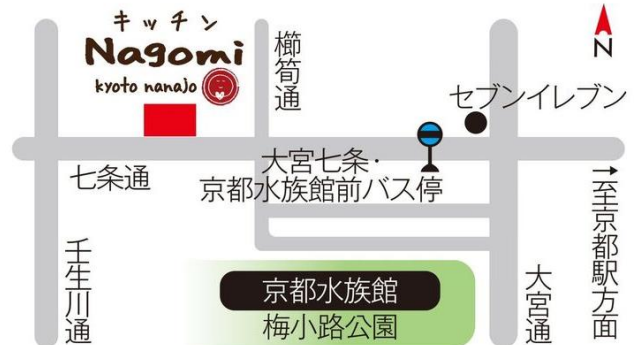 キッチン
Nagomi
kyoto nanajo
櫛笥通
N
セブンイレブン
七条通
大宮七条・
京都水族館前バス停
↑至京都駅方面
壬生川通
京都水族館
梅小路公園
大宮通